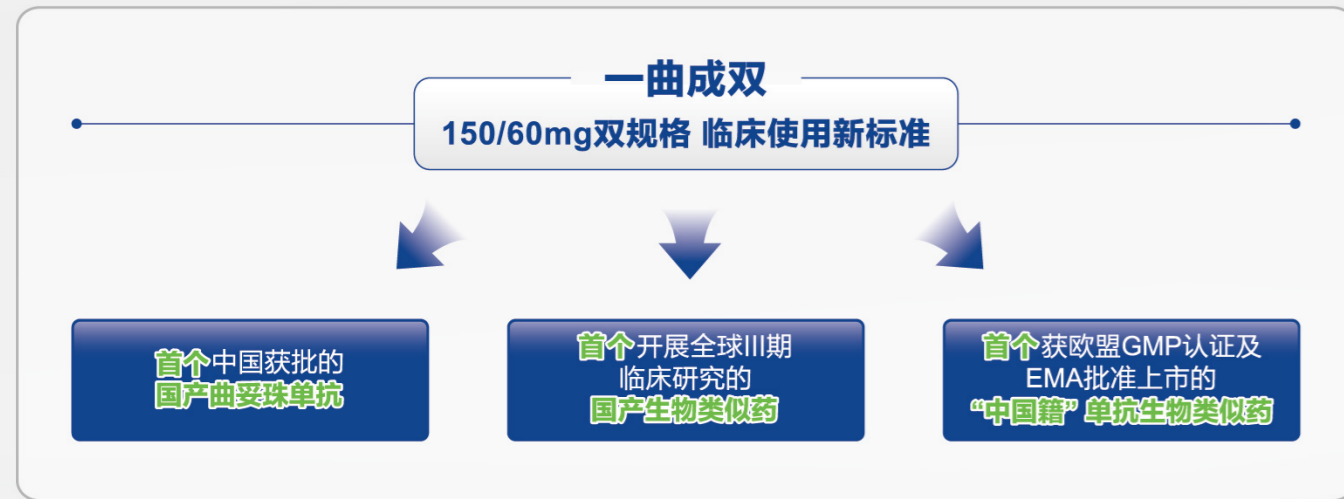 一曲成双
150/60mg双规格 临床使用新标准
首个中国获批的
国产曲妥珠单抗
首个开展全球III期
临床研究的
国产生物类似药
首个获欧盟GMP认证及
EMA批准上市的
“中国籍” 单抗生物类似药